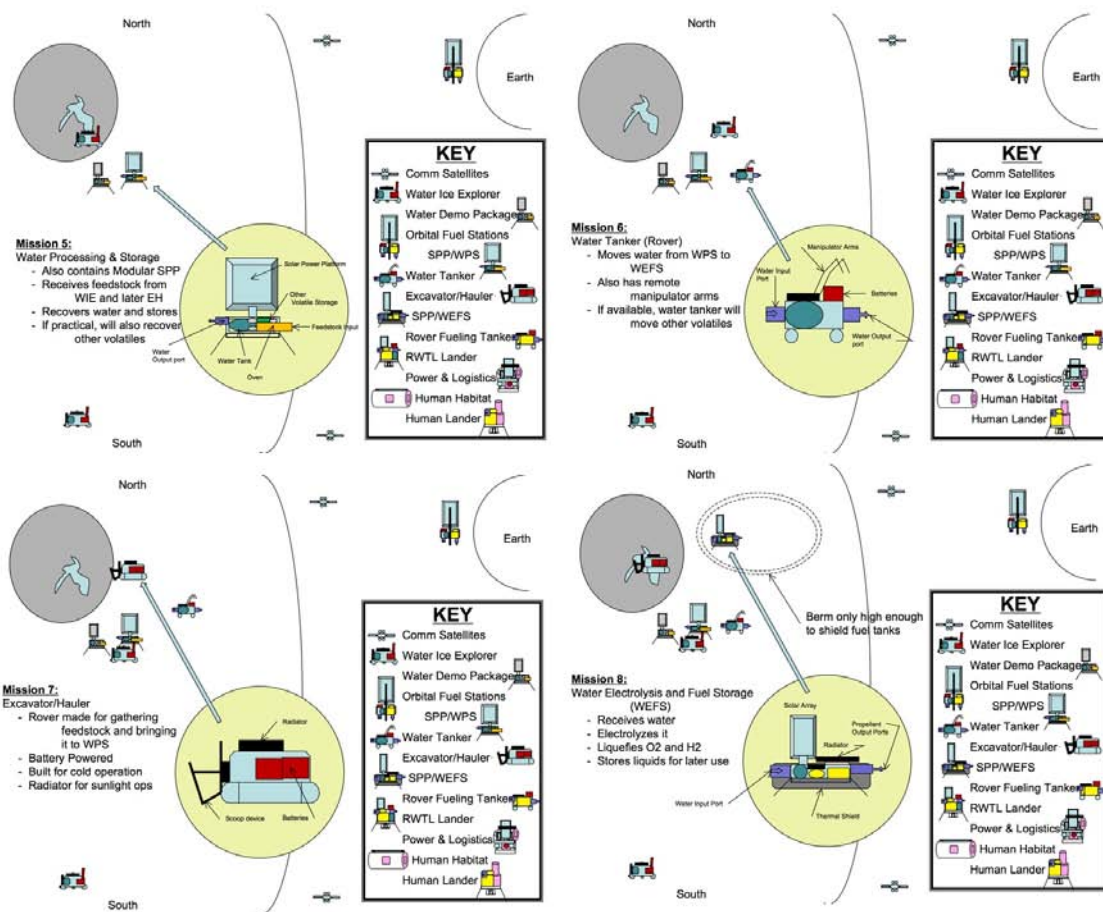 North
Earth
Mission 5:
Water Processing & Storage
- Also contains Modular SPP
- Receives feedstock from
WIE and later EH
- Recovers water and stores
- If practical, will also recover
other volatiles
Solar Power Platform
Other
Volatile Storage
Feedstock Input
Water
Output port
Water Tank
Oven
South
KEY
Comm Satellites
Water Ice Explorer
Water Demo Package
Orbital Fuel Stations
SPP/WPS
Water Tanker
Excavator/Hauler
SPP/WEFS
Rover Fueling Tanker
RWTL Lander
Power & Logistics
Human Habitat
Human Lander
North
Earth
Mission 6:
Water Tanker (Rover)
- Moves water from WPS to
WEFS
- Also has remote
manipulator arms
- If available, water tanker will
move other volatiles
Manipulator Arms
Water Input
Port
Batteries
Water Output
port
South
KEY
Comm Satellites
Water Ice Explorer
Water Demo Package
Orbital Fuel Stations
SPP/WPS
Water Tanker
Excavator/Hauler
SPP/WEFS
Rover Fueling Tanker
RWTL Lander
Power & Logistics
Human Habitat
Human Lander
North
Earth
Mission 7:
Excavator/Hauler
- Rover made for gathering
feedstock and bringing
it to WPS
- Battery Powered
- Built for cold operation
- Radiator for sunlight ops
Radiator
Scoop device
Batteries
South
KEY
Comm Satellites
Water Ice Explorer
Water Demo Package
Orbital Fuel Stations
SPP/WPS
Water Tanker
Excavator/Hauler
SPP/WEFS
Rover Fueling Tanker
RWTL Lander
Power & Logistics
Human Habitat
Human Lander
North
Earth
Berm only high enough
to shield fuel tanks
Mission 8:
Water Electrolysis and Fuel Storage
(WEFS)
- Receives water
- Electrolyzes it
- Liquefies O2 and H2
- Stores liquids for later use
Solar Array
Propellent
Output Ports
Radiator
Water Input Port
Thermal Shield
South
KEY
Comm Satellites
Water Ice Explorer
Water Demo Package
Orbital Fuel Stations
SPP/WPS
Water Tanker
Excavator/Hauler
SPP/WEFS
Rover Fueling Tanker
RWTL Lander
Power & Logistics
Human Habitat
Human Lander